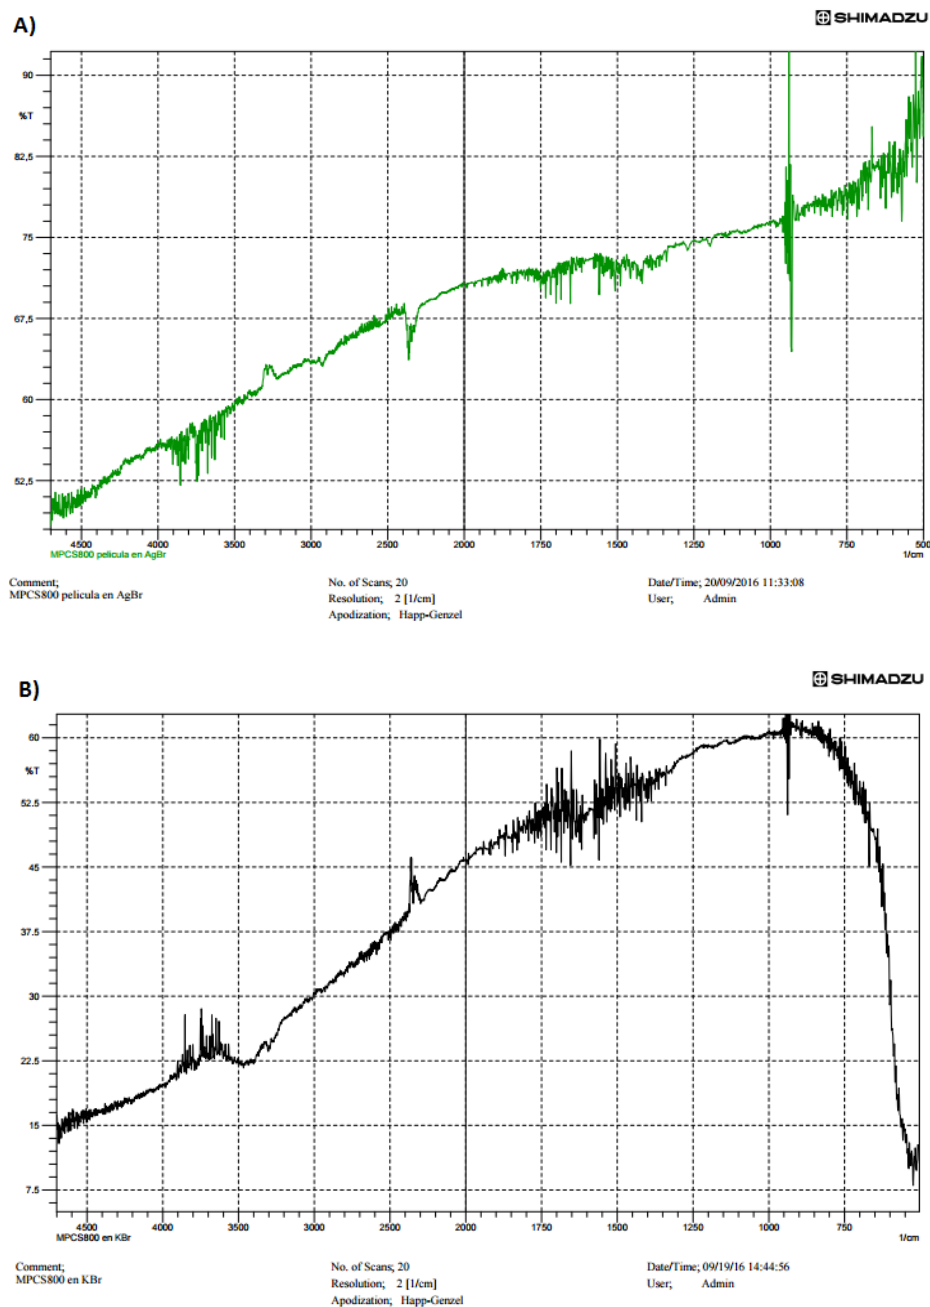 A)
SHIMADZU
90
%T
82,5
75
67,5
60
52,5
4500 4000 3500 3000 2500 2000 1750 1500 1250 1000 750 500
MPCS800 pelicula en AgBr 1/cm
Comment; No. of Scans; 20 Date/Time; 20/09/2016 11:33:08
MPCS800 pelicula en AgBr Resolution; 2 [1/cm] User; Admin
Apodization; Happ-Genzel
B)
SHIMADZU
60
%T
52.5
45
37.5
30
22.5
15
7.5
4500 4000 3500 3000 2500 2000 1750 1500 1250 1000 750
MPCS800 en KBr 1/cm
Comment; No. of Scans; 20 Date/Time; 09/19/16 14:44:56
MPCS800 en KBr Resolution; 2 [1/cm] User; Admin
Apodization; Happ-Genzel